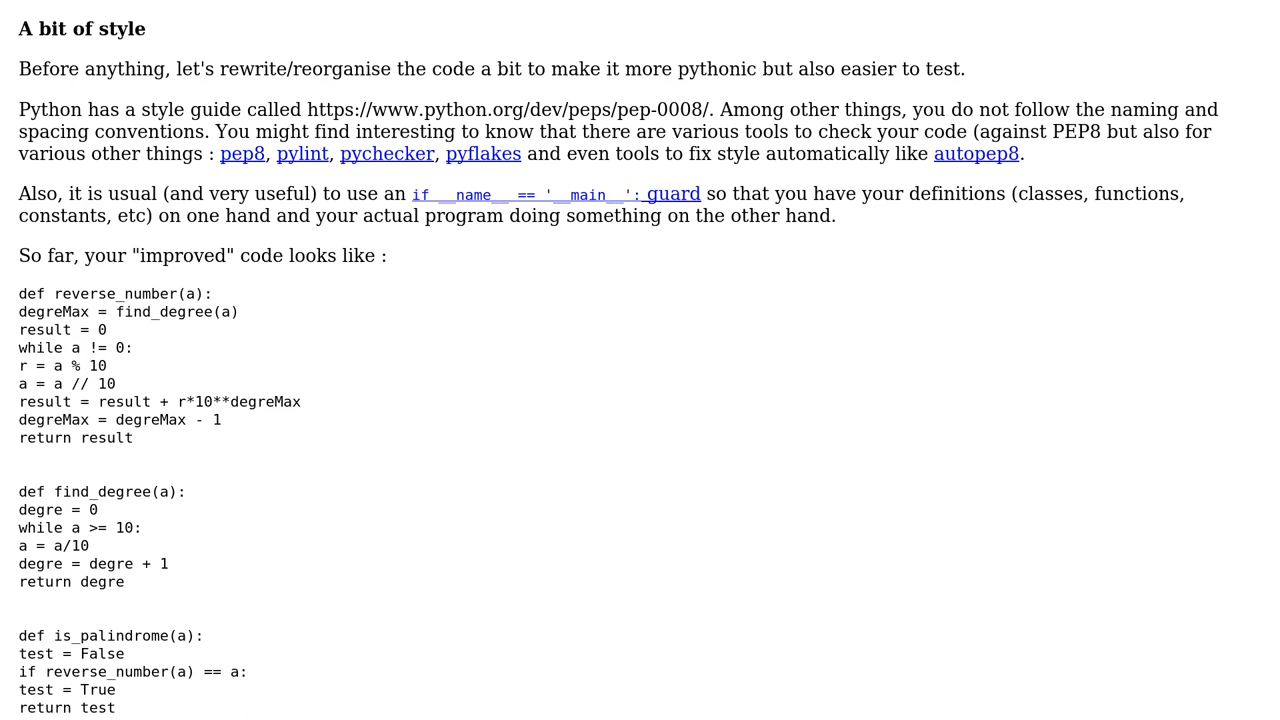 A bit of style
Before anything, let's rewrite/reorganise the code a bit to make it more pythonic but also easier to test.
Python has a style guide called https://www.python.org/dev/peps/pep-0008/. Among other things, you do not follow the naming and
spacing conventions. You might find interesting to know that there are various tools to check your code (against PEP8 but also for
various other things : pep8, pylint, pychecker, pyflakes and even tools to fix style automatically like autopep8.
Also, it is usual (and very useful) to use an if __name__ == '__main__': guard so that you have your definitions (classes, functions,
constants, etc) on one hand and your actual program doing something on the other hand.
So far, your "improved" code looks like :
def reverse_number(a):
degreMax = find_degree(a)
result = 0
while a != 0:
r = a % 10
a = a // 10
result = result + r*10**degreMax
degreMax = degreMax - 1
return result
def find_degree(a):
degre = 0
while a >= 10:
a = a/10
degre = degre + 1
return degre
def is_palindrome(a):
test = False
if reverse_number(a) == a:
test = True
return test